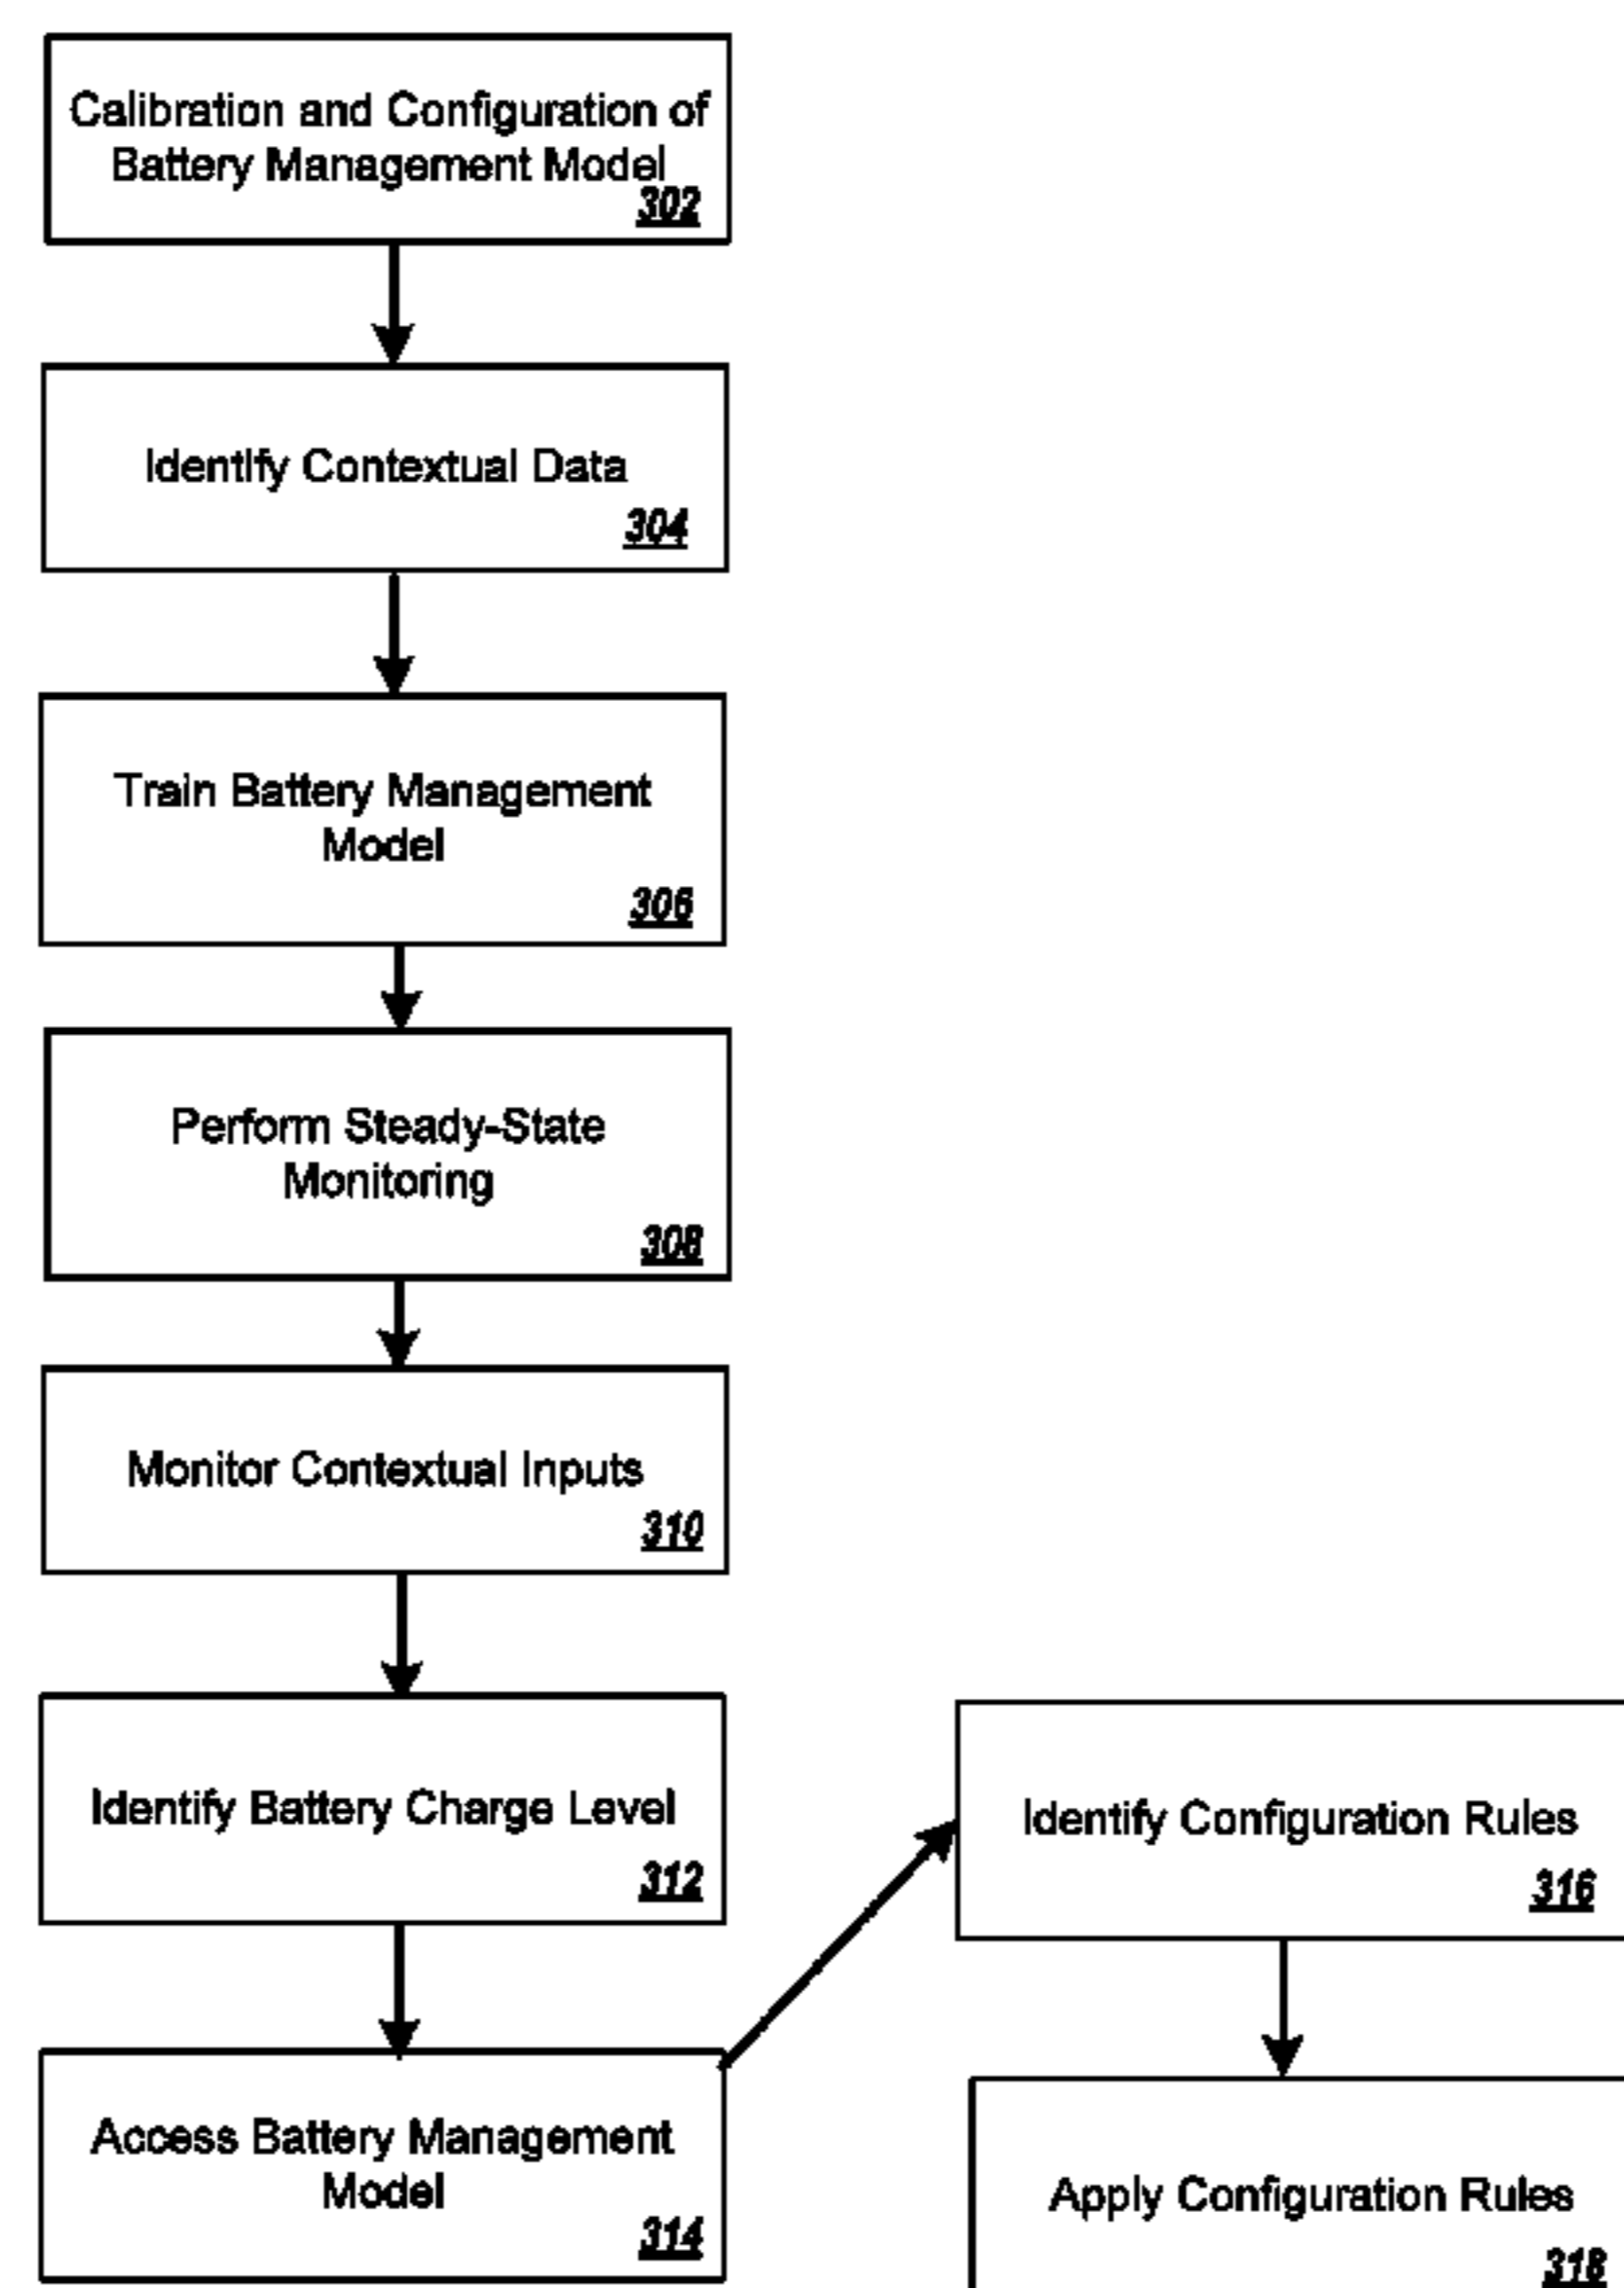 Calibration and Configuration of
Battery Management Model
302
Identify Contextual Data
304
Train Battery Management
Model
306
Perform Steady-State
Monitoring
308
Monitor Contextual Inputs
310
Identify Battery Charge Level
312
Access Battery Management
Model
314
Identify Configuration Rules
316
Apply Configuration Rules
318